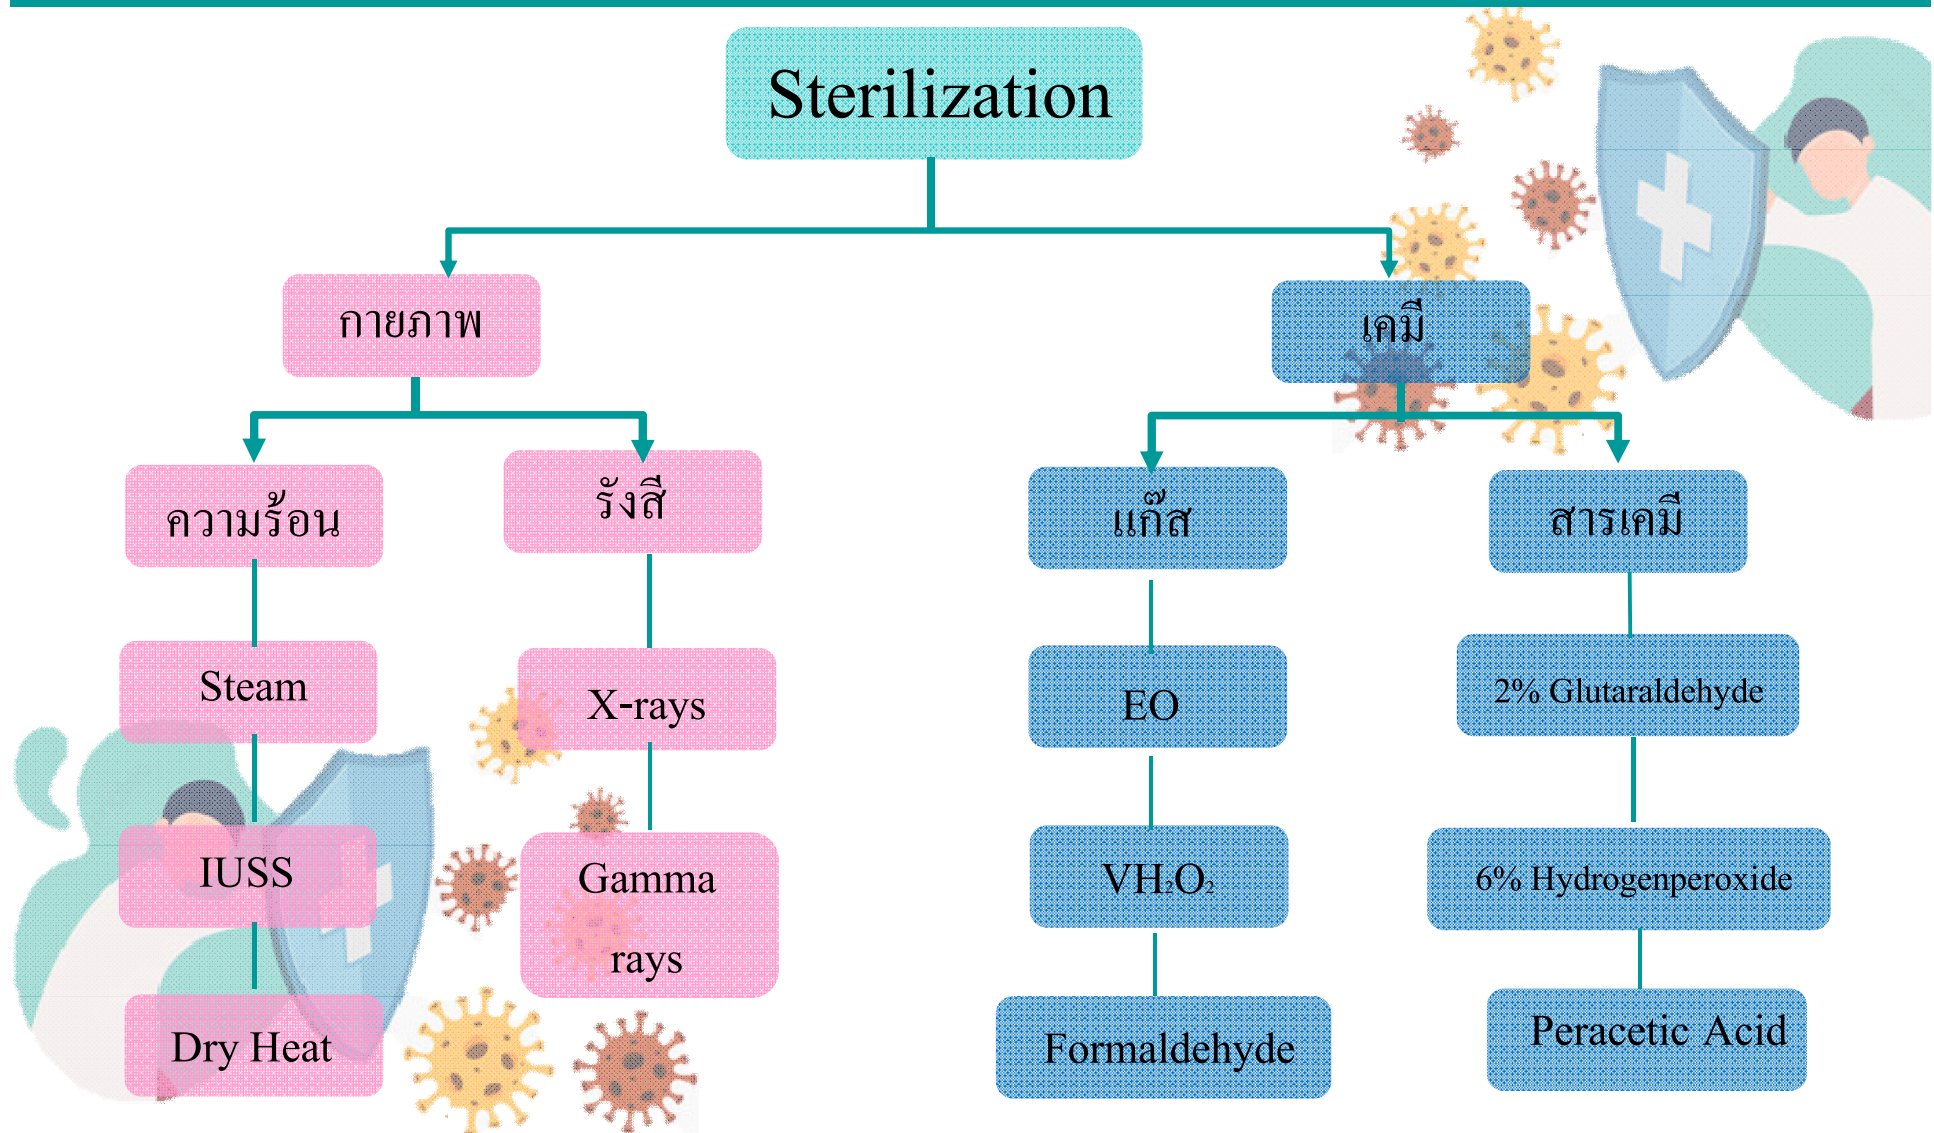 Sterilization
กายภาพ
เคมี
ความร้อน
รังสี
แก๊ส
สารเคมี
Steam
X-rays
EO
2% Glutaraldehyde
IUSS
Gamma
rays
VH₂O₂
6% Hydrogenperoxide
Dry Heat
Formaldehyde
Peracetic Acid